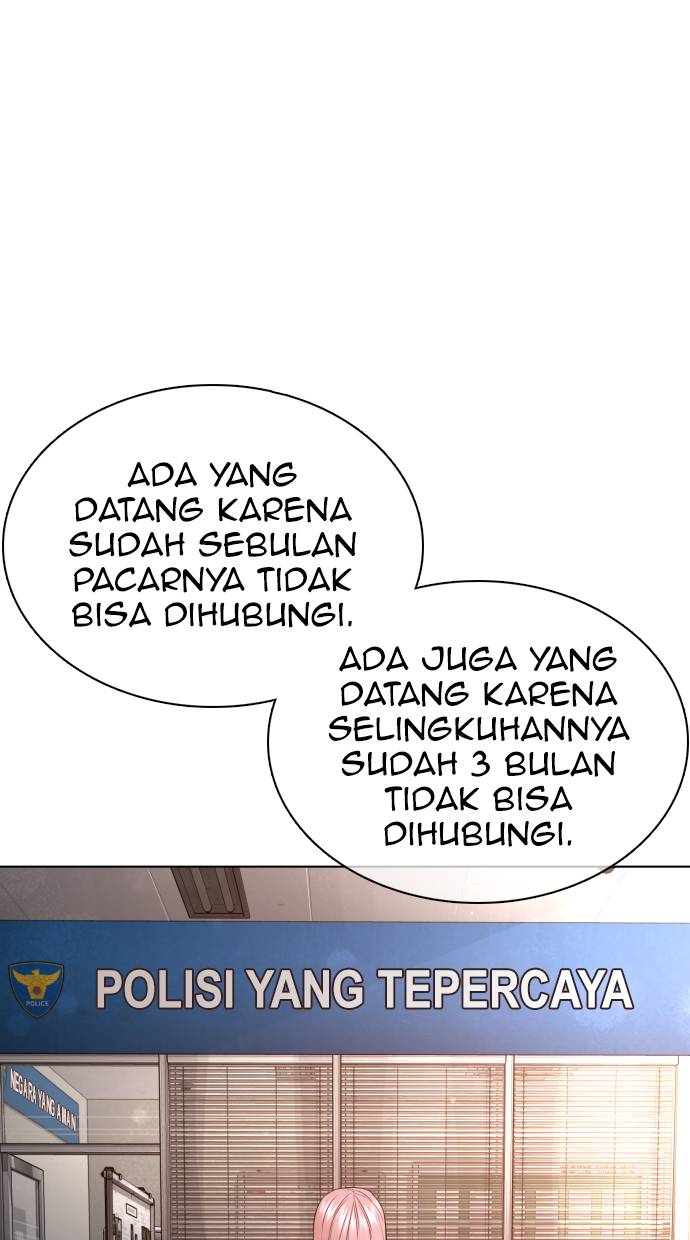 ADA YANG
DATANG KARENA
SUDAH SEBULAN
PACARNYA TIDAK
BISA DIHUBUNGI.
ADA JUGA YANG
DATANG KARENA
SELINGKUHANNYA
SUDAH 3 BULAN
TIDAK BISA
DIHUBUNGI.
POLICE
POLISI YANG TEPERCAYA
NEGARA YANG AMAN